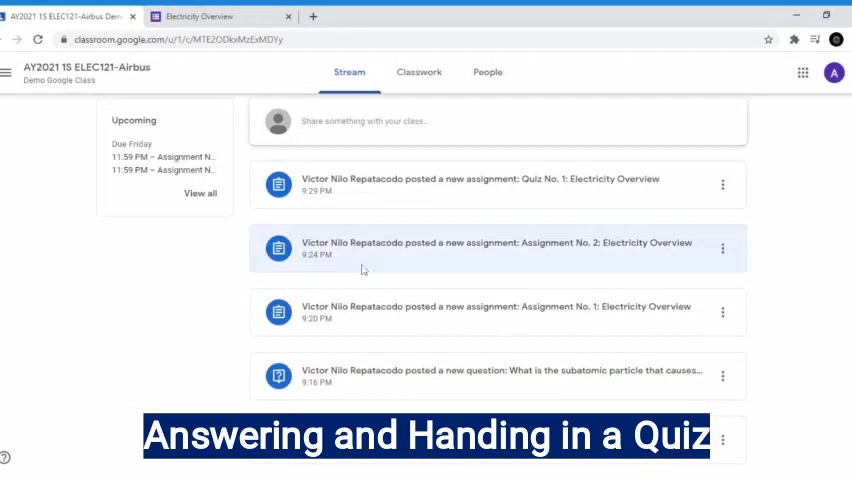 AY2021 1S ELEC121-Airbus Dem
Electricity Overview
classroom.google.com/u/1/c/MTE2ODkxMzExMDYy
AY2021 1S ELEC121-Airbus
Demo Google Class
Stream
Classwork
People
A
Upcoming
Due Friday
11:59 PM – Assignment N...
11:59 PM – Assignment N...
View all
Share something with your class...
Victor Nilo Repatacodo posted a new assignment: Quiz No. 1: Electricity Overview
9:29 PM
Victor Nilo Repatacodo posted a new assignment: Assignment No. 2: Electricity Overview
9:24 PM
Victor Nilo Repatacodo posted a new assignment: Assignment No. 1: Electricity Overview
9:20 PM
Victor Nilo Repatacodo posted a new question: What is the subatomic particle that causes...
9:16 PM
Answering and Handing in a Quiz